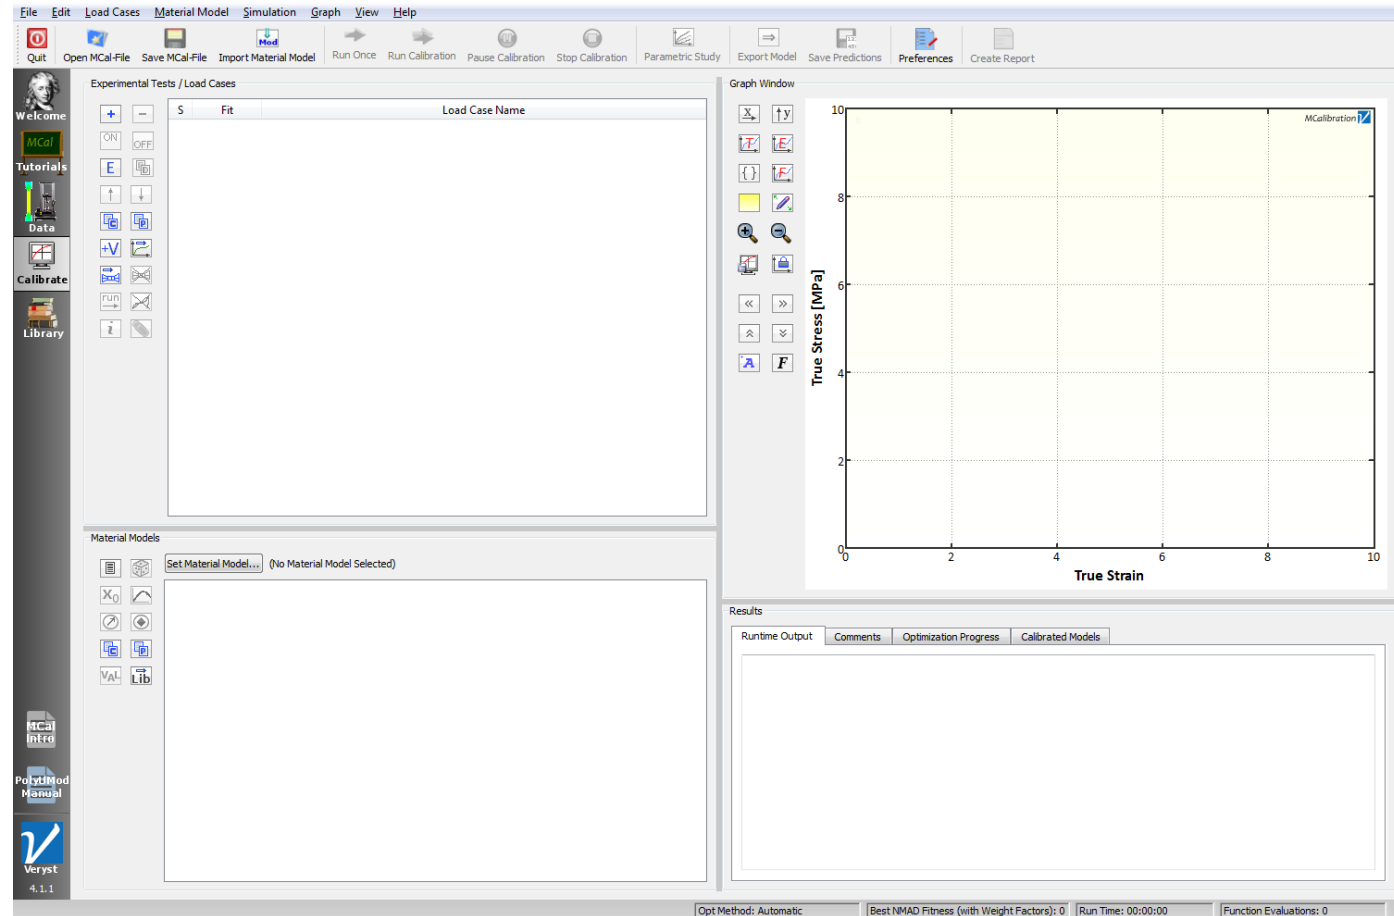 File Edit Load Cases Material Model Simulation Graph View Help
Quit Open MCal-File Save MCal-File Import Material Model Run Once Run Calibration Pause Calibration Stop Calibration Parametric Study Export Model Save Predictions Preferences Create Report
Mod
Welcome
MCal
Tutorials
Data
Calibrate
Library
MCal
Intro
PolyUMod
Manual
Veryst
4.1.1
Experimental Tests / Load Cases
S Fit Load Case Name
+ −
ON OFF
E D
↑ ↓
C P
+V
run
i
Material Models
Set Material Model... (No Material Model Selected)
X0
C P
VAL Lib
Graph Window
X ↑y
T E
{ } F
« »
A F
MCalibration
10
8
6
4
2
0
True Stress [MPa]
0 2 4 6 8 10
True Strain
Results
Runtime Output Comments Optimization Progress Calibrated Models
Opt Method: Automatic Best NMAD Fitness (with Weight Factors): 0 Run Time: 00:00:00 Function Evaluations: 0